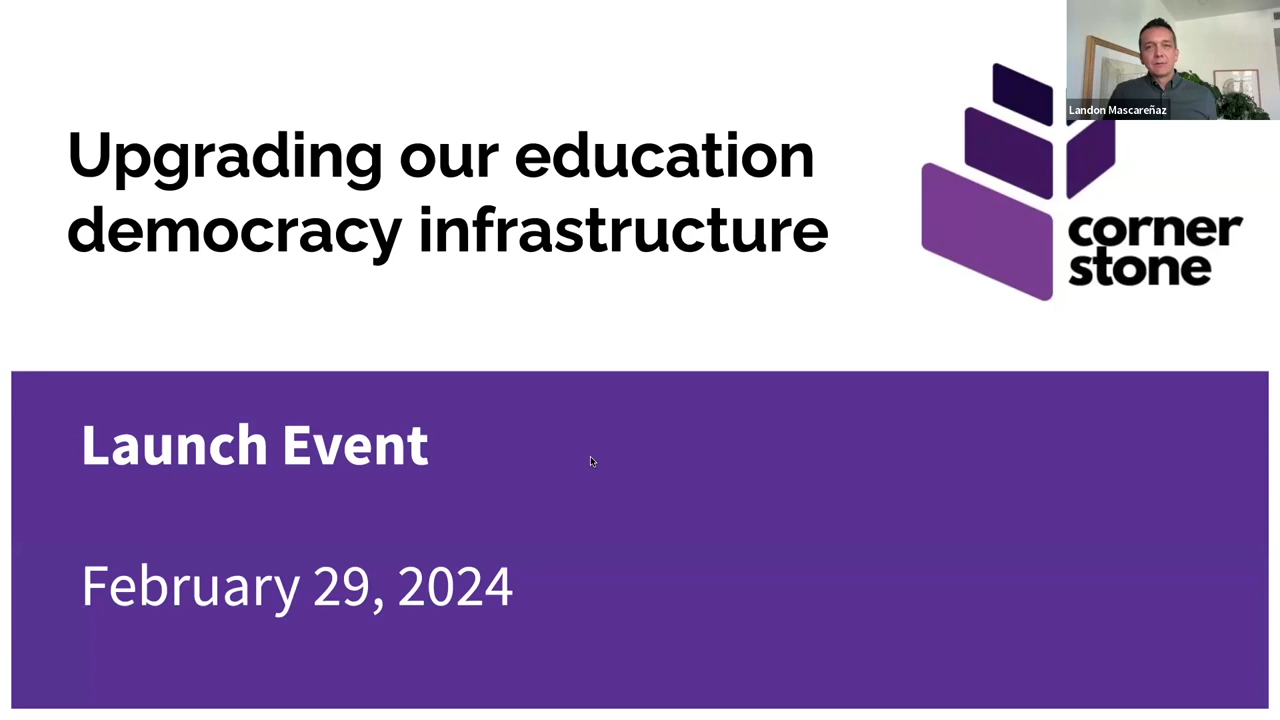 Upgrading our education
democracy infrastructure
Landon Mascareñaz
corner
stone
Launch Event
February 29, 2024